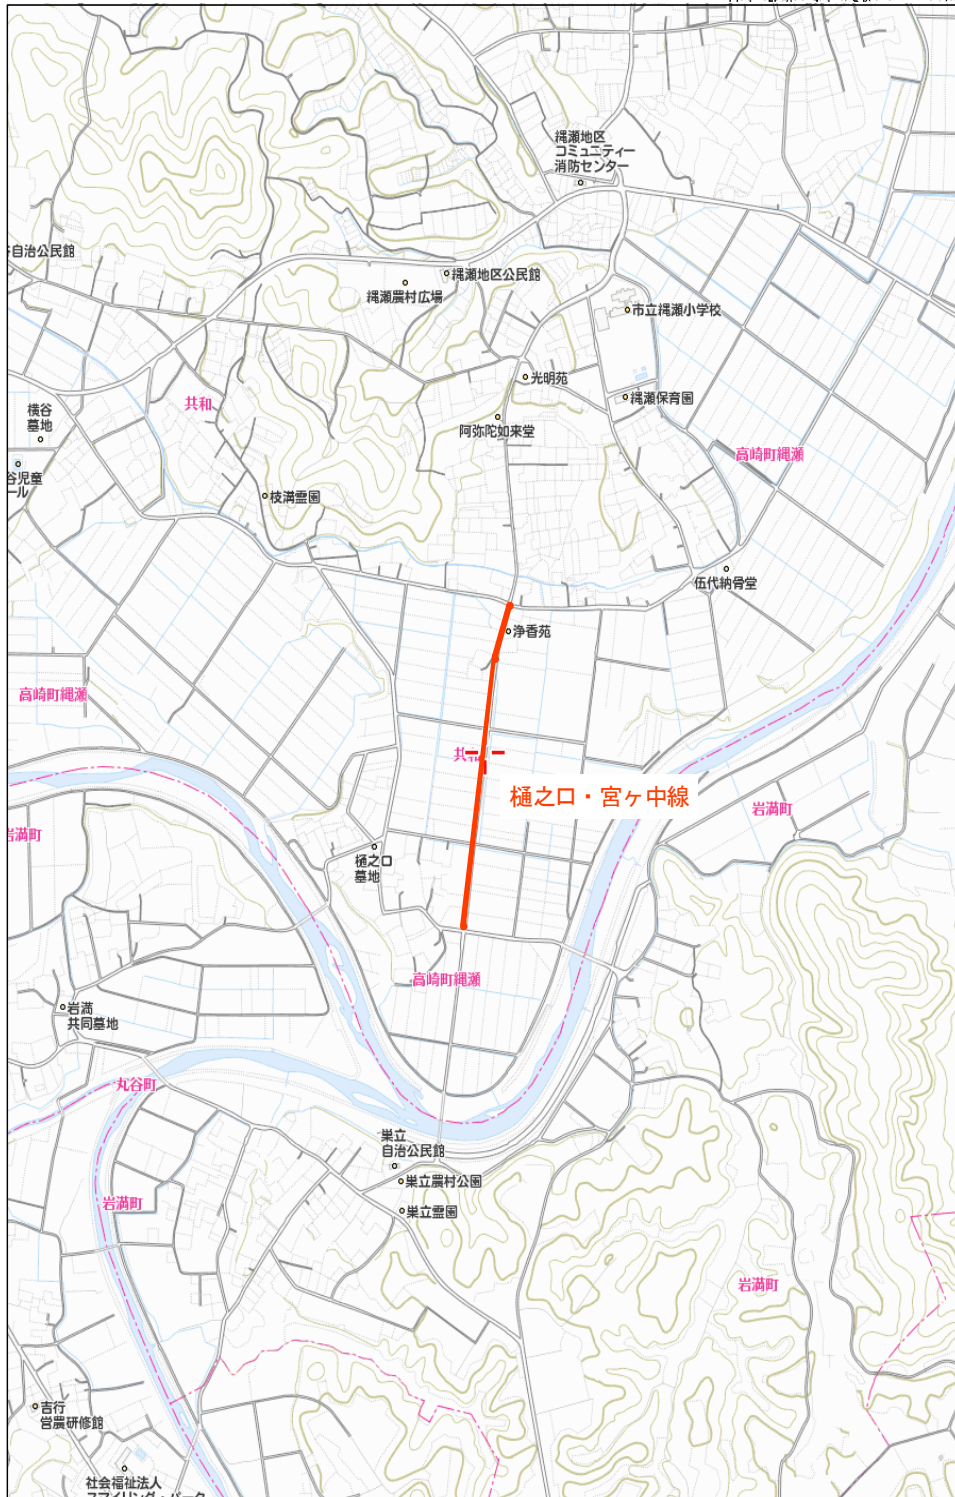 縄瀬地区
コミュニティー
消防センター
自治公民館
縄瀬地区公民館
縄瀬農村広場
市立縄瀬小学校
光明苑
縄瀬保育園
共和
横谷
墓地
阿弥陀如来堂
高崎町縄瀬
谷児童
ール
枝溝霊園
伍代納骨堂
浄香苑
高崎町縄瀬
樋之口・宮ヶ中線
岩満町
岩満町
樋之口
墓地
高崎町縄瀬
岩満
共同墓地
丸谷町
巣立
自治公民館
巣立農村公園
岩満町
巣立霊園
岩満町
吉行
営農研修館
社会福祉法人